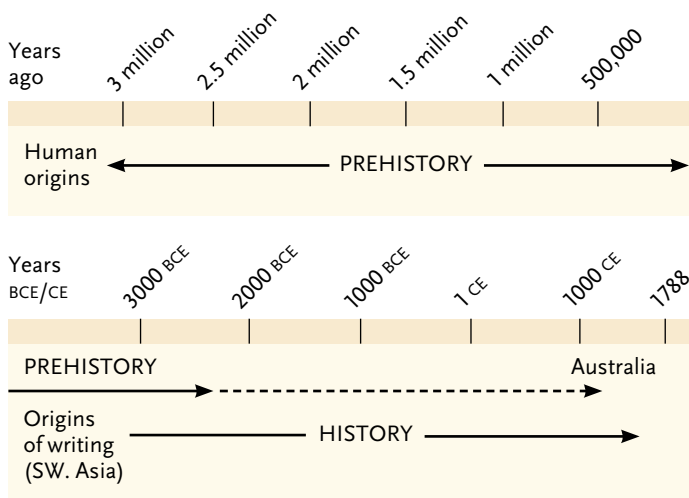 Years
ago
3 million
2.5 million
2 million
1.5 million
1 million
500,000
Human
origins
PREHISTORY
Years
BCE/CE
3000 BCE
2000 BCE
1000 BCE
1 CE
1000 CE
1788
PREHISTORY
Australia
Origins
of writing
(SW. Asia)
HISTORY